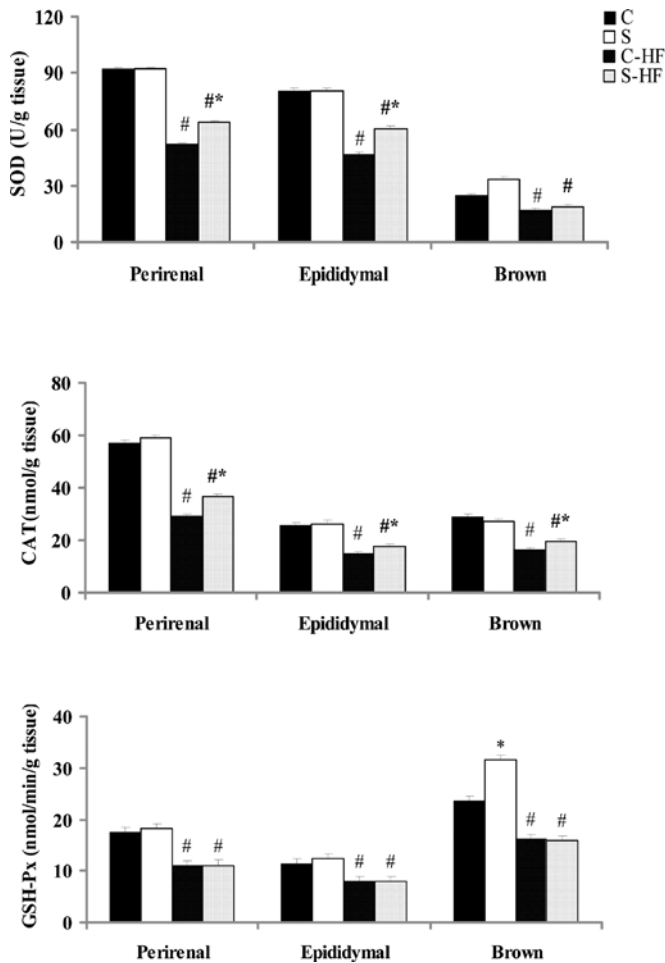 C
S
C-HF
S-HF
SOD (U/g tissue)
120
90
60
30
0
# #* # #* # #
Perirenal Epididymal Brown
CAT(nmol/g tissue)
80
60
40
20
0
# #* # #* # #*
Perirenal Epididymal Brown
GSH-Px (nmol/min/g tissue)
40
30
20
10
0
# # # # * # #
Perirenal Epididymal Brown